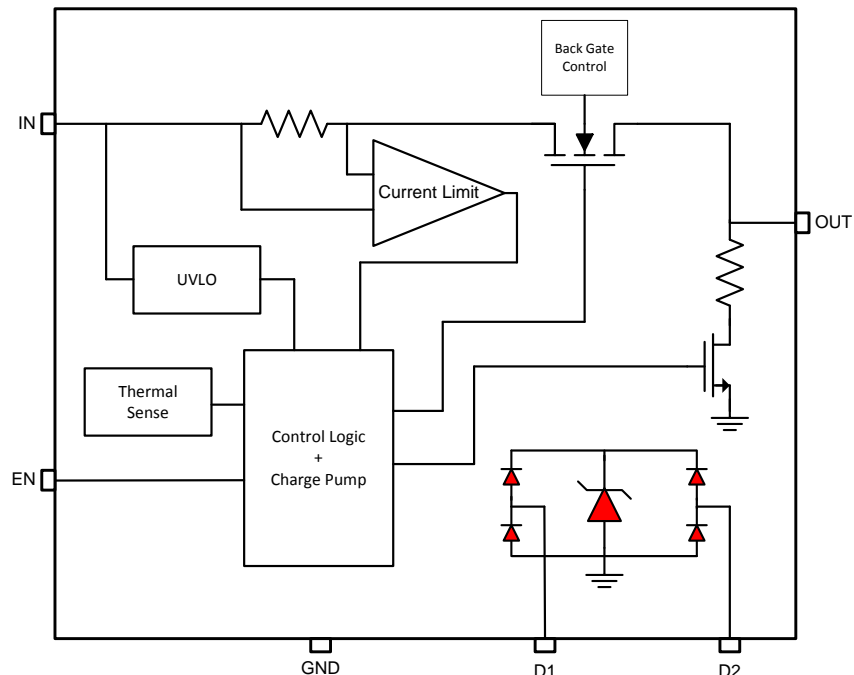 Back Gate
Control
IN
Current Limit
OUT
UVLO
Thermal
Sense
Control Logic
+
Charge Pump
EN
GND
D1
D2